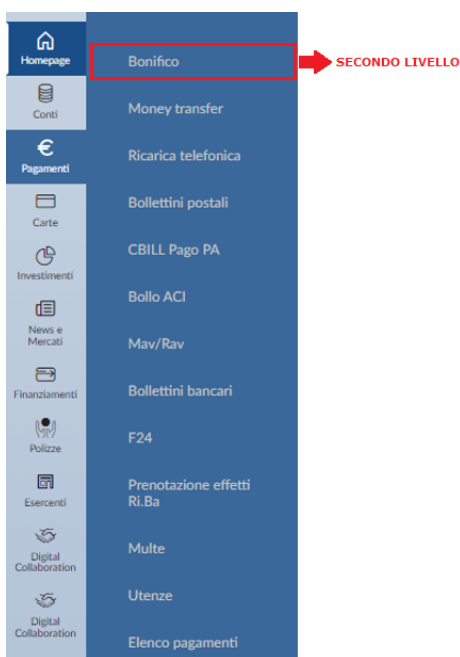 Homepage
Conti
Pagamenti
Carte
Investimenti
News e
Mercati
Finanziamenti
Polizze
Esercenti
Digital
Collaboration
Digital
Collaboration
Bonifico
SECONDO LIVELLO
Money transfer
Ricarica telefonica
Bollettini postali
CBILL Pago PA
Bollo ACI
Mav/Rav
Bollettini bancari
F24
Prenotazione effetti
Ri.Ba
Multe
Utenze
Elenco pagamenti